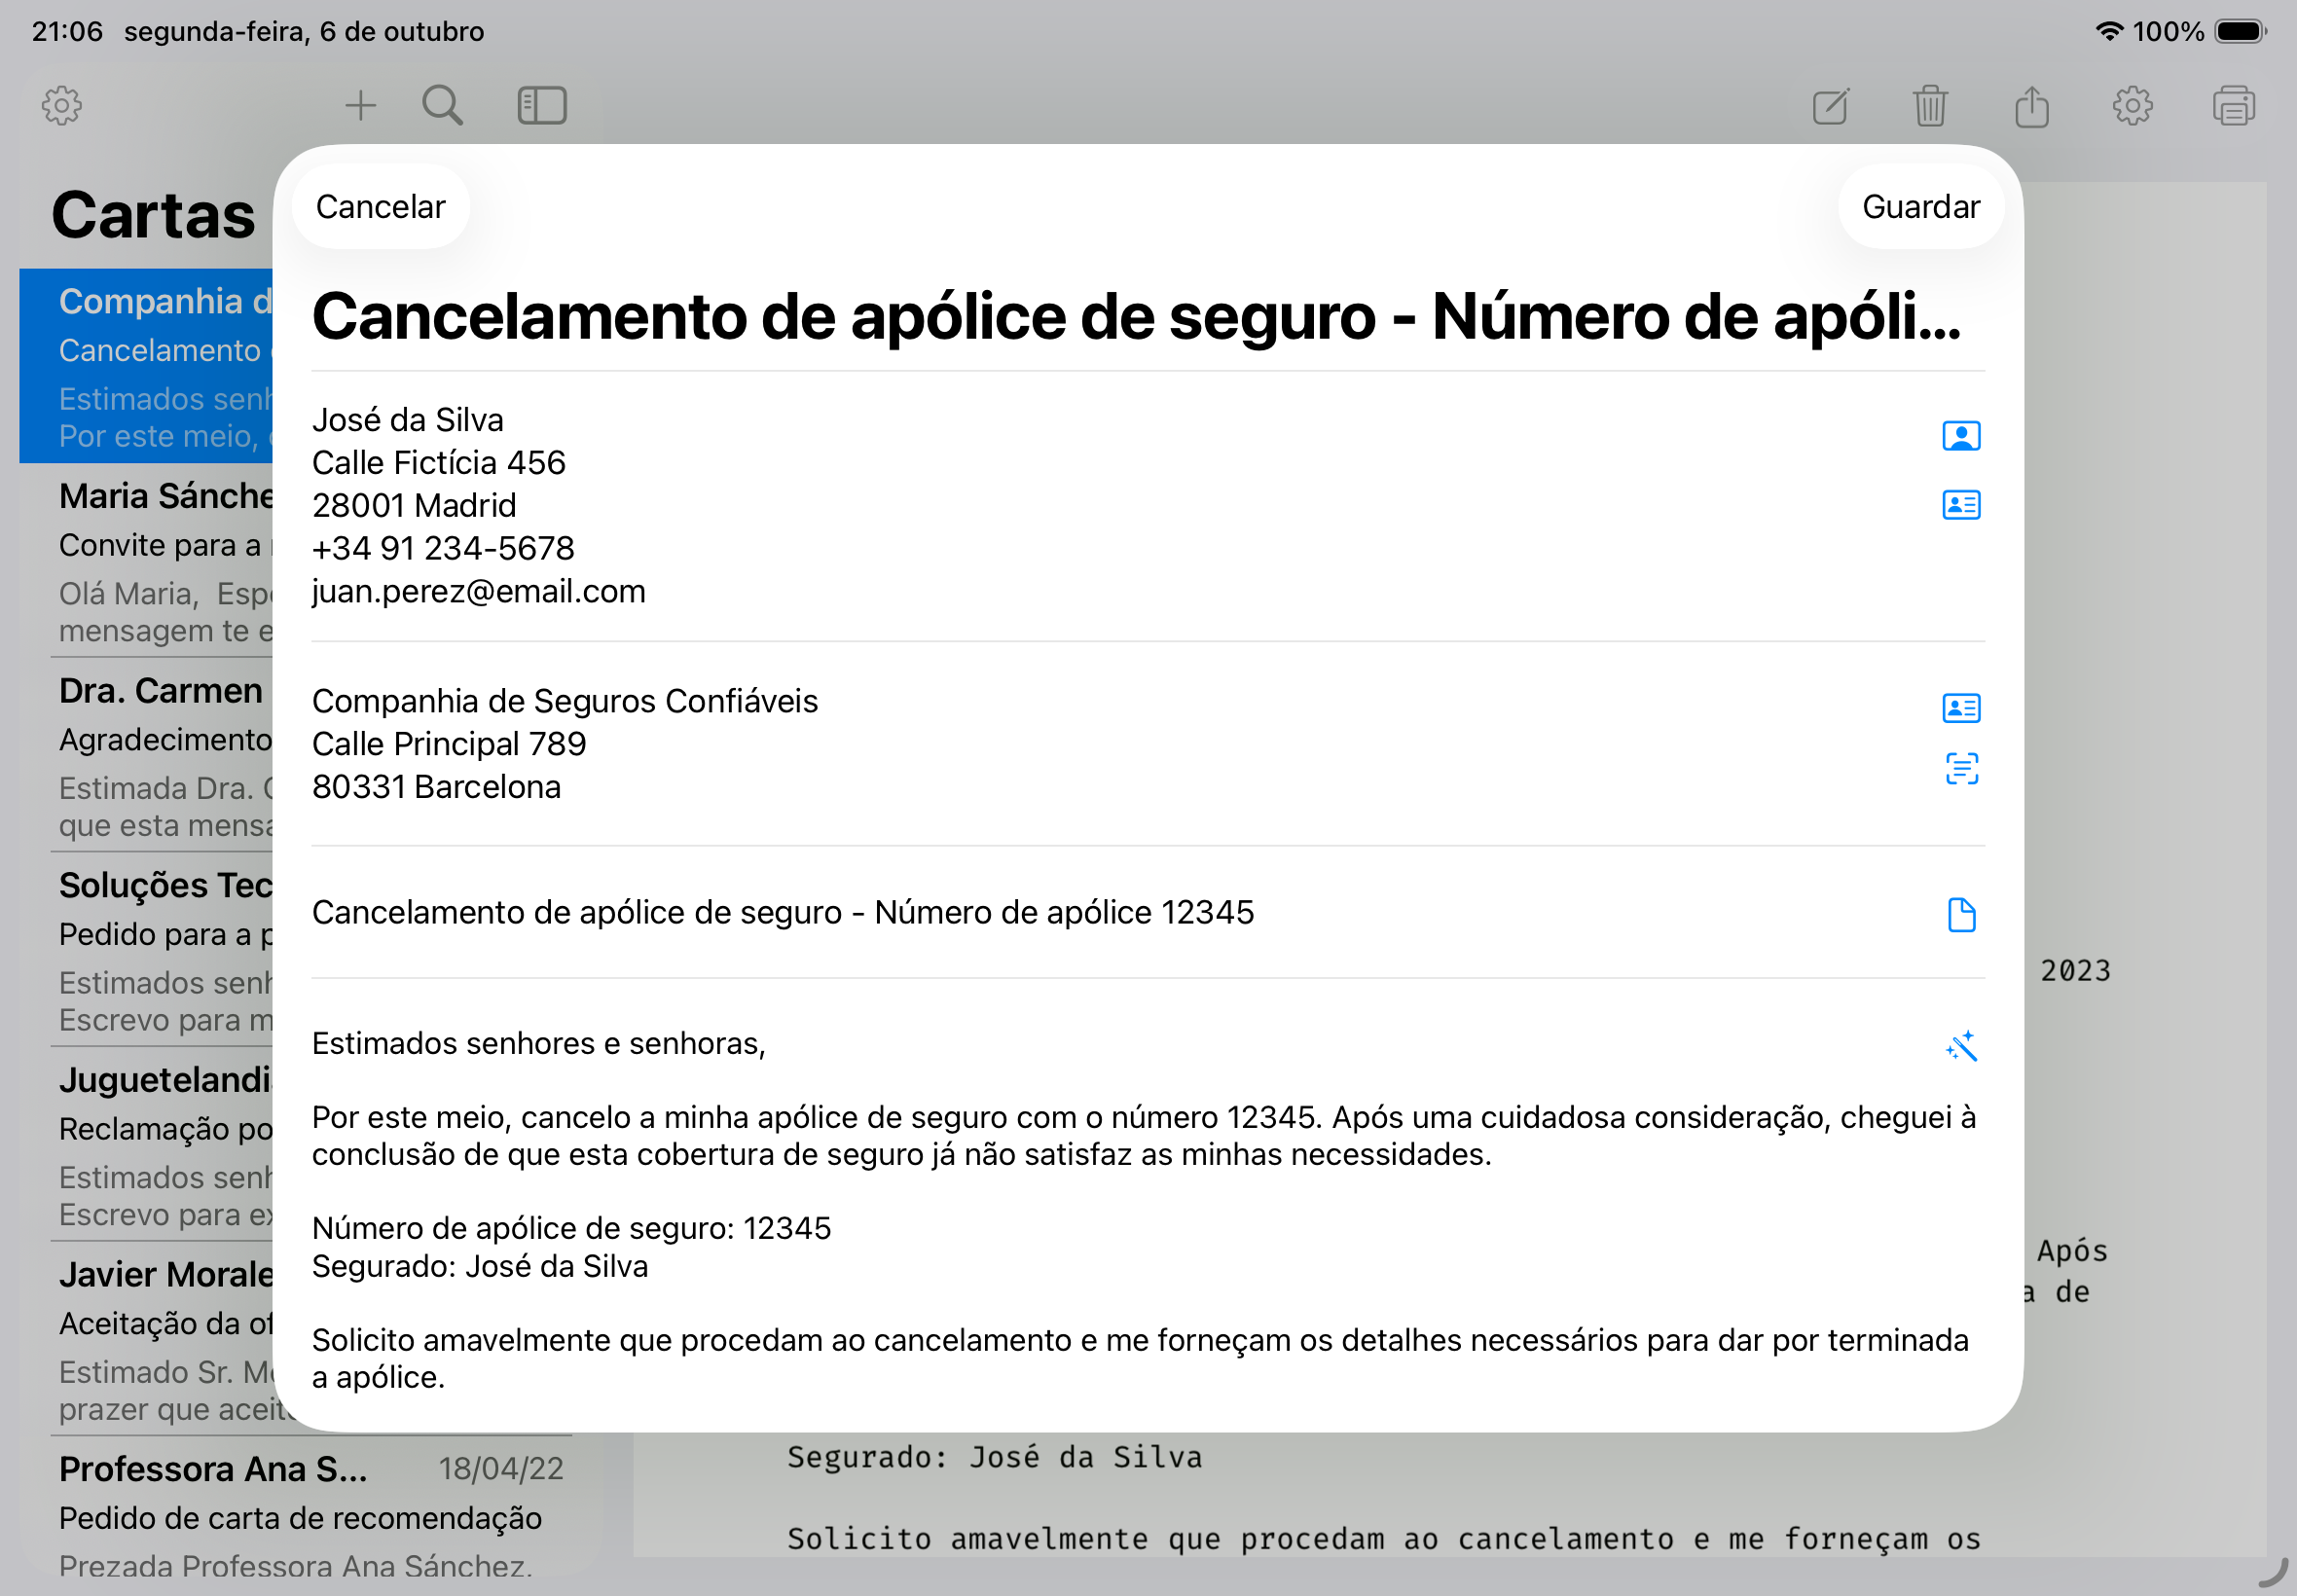 21:06 segunda-feira, 6 de outubro
100%
Cartas
Companhia d
Cancelamento
Estimados senh
Por este meio,
Maria Sánche
Convite para a
Olá Maria, Espe
mensagem te e
Dra. Carmen
Agradecimento
Estimada Dra.
que esta mensa
Soluções Tec
Pedido para a p
Estimados senh
Escrevo para m
Juguetelandi
Reclamação po
Estimados senh
Escrevo para ex
Javier Morale
Aceitação da of
Estimado Sr. Mo
prazer que aceit
Professora Ana S... 18/04/22
Pedido de carta de recomendação
Prezada Professora Ana Sánchez,
Cancelar
Guardar
Cancelamento de apólice de seguro - Número de apóli...
José da Silva
Calle Fictícia 456
28001 Madrid
+34 91 234-5678
juan.perez@email.com
Companhia de Seguros Confiáveis
Calle Principal 789
80331 Barcelona
Cancelamento de apólice de seguro - Número de apólice 12345
Estimados senhores e senhoras,
Por este meio, cancelo a minha apólice de seguro com o número 12345. Após uma cuidadosa consideração, cheguei à
conclusão de que esta cobertura de seguro já não satisfaz as minhas necessidades.
Número de apólice de seguro: 12345
Segurado: José da Silva
Solicito amavelmente que procedam ao cancelamento e me forneçam os detalhes necessários para dar por terminada
a apólice.
2023
Após
a de
Segurado: José da Silva
Solicito amavelmente que procedam ao cancelamento e me forneçam os